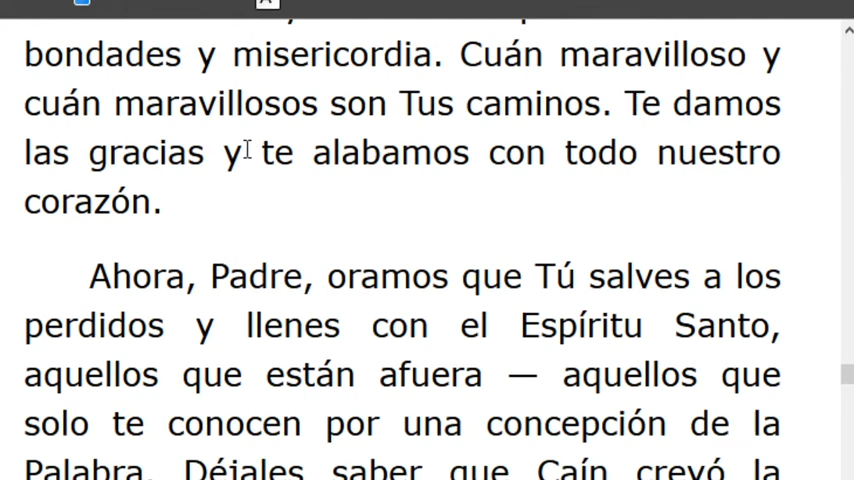 bondades y misericordia. Cuán maravilloso y
cuán maravillosos son Tus caminos. Te damos
las gracias y te alabamos con todo nuestro
corazón.
Ahora, Padre, oramos que Tú salves a los
perdidos y llenes con el Espíritu Santo,
aquellos que están afuera — aquellos que
solo te conocen por una concepción de la
Palabra. Déjales saber que Caín creyó la